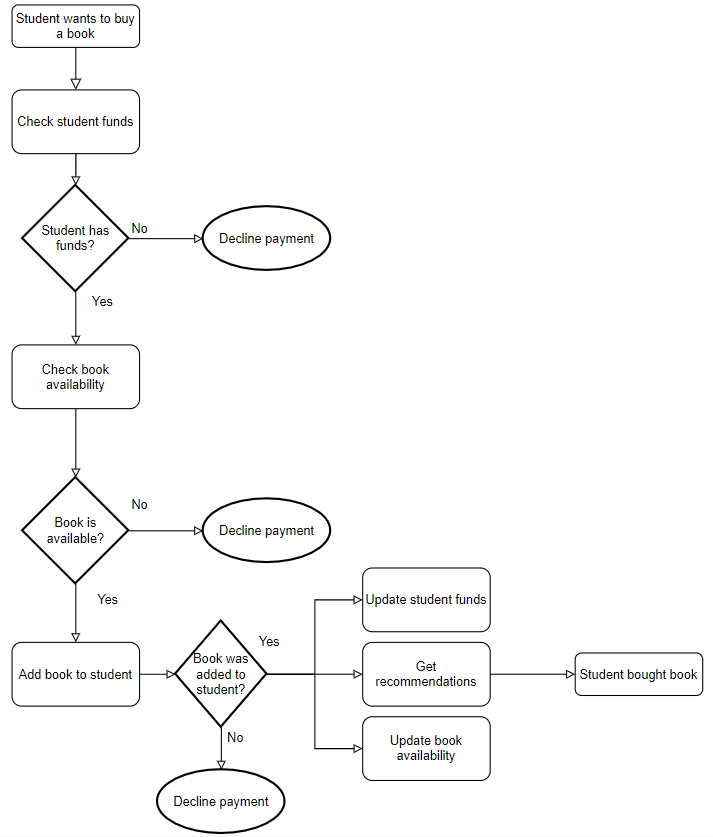 Student wants to buy
a book
Check student funds
Student has
funds?
No
Decline payment
Yes
Check book
availability
No
Book is
available?
Decline payment
Yes
Update student funds
Yes
Add book to student
Book was
added to
student?
Get
recommendations
Student bought book
No
Update book
availability
Decline payment